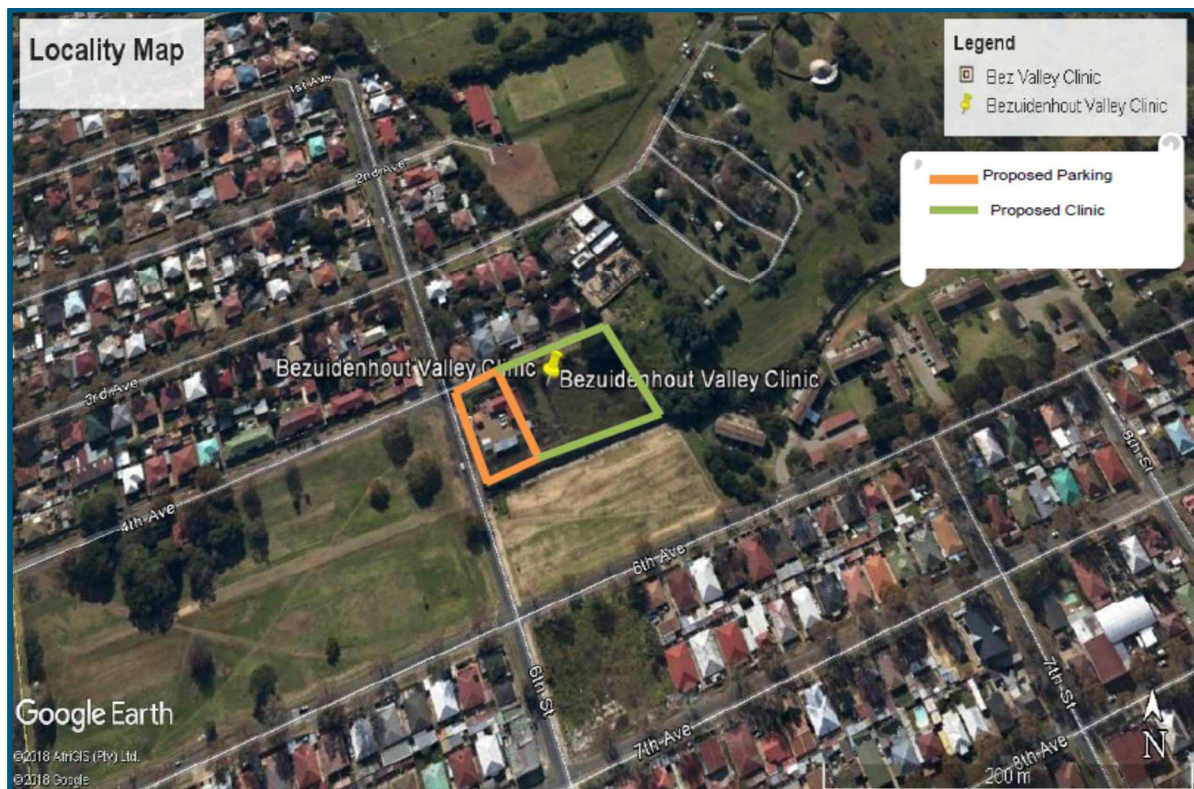 Locality Map
Legend
Bez Valley Clinic
Bezuidenhout Valley Clinic
Proposed Parking
Proposed Clinic
1st Ave
2nd Ave
3rd Ave
Bezuidenhout Valley Clinic
Bezuidenhout Valley Clinic
4th Ave
6th Ave
8th St
6th St
7th St
7th Ave
8th Ave
N
200 m
Google Earth
©2018 AfriGIS (Pty) Ltd.
©2018 Google